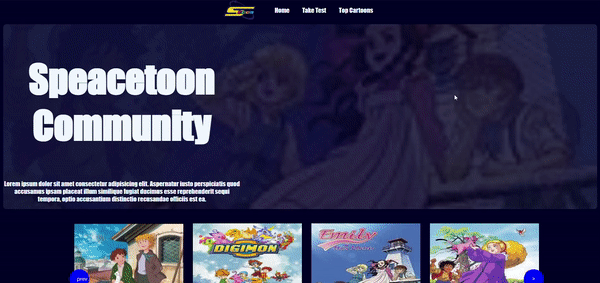 Home Take Test Top Cartoons
Speacetoon
Community
Lorem ipsum dolor sit amet consectetur adipisicing elit. Aspernatur iusto perspiciatis quod
accusamus ipsam placeat illum similique fugiat ducimus esse reprehenderit sequi
tempora, optio accusantium distinctio recusandae officiis est ea.
DIGIMON
Emily
prev
>